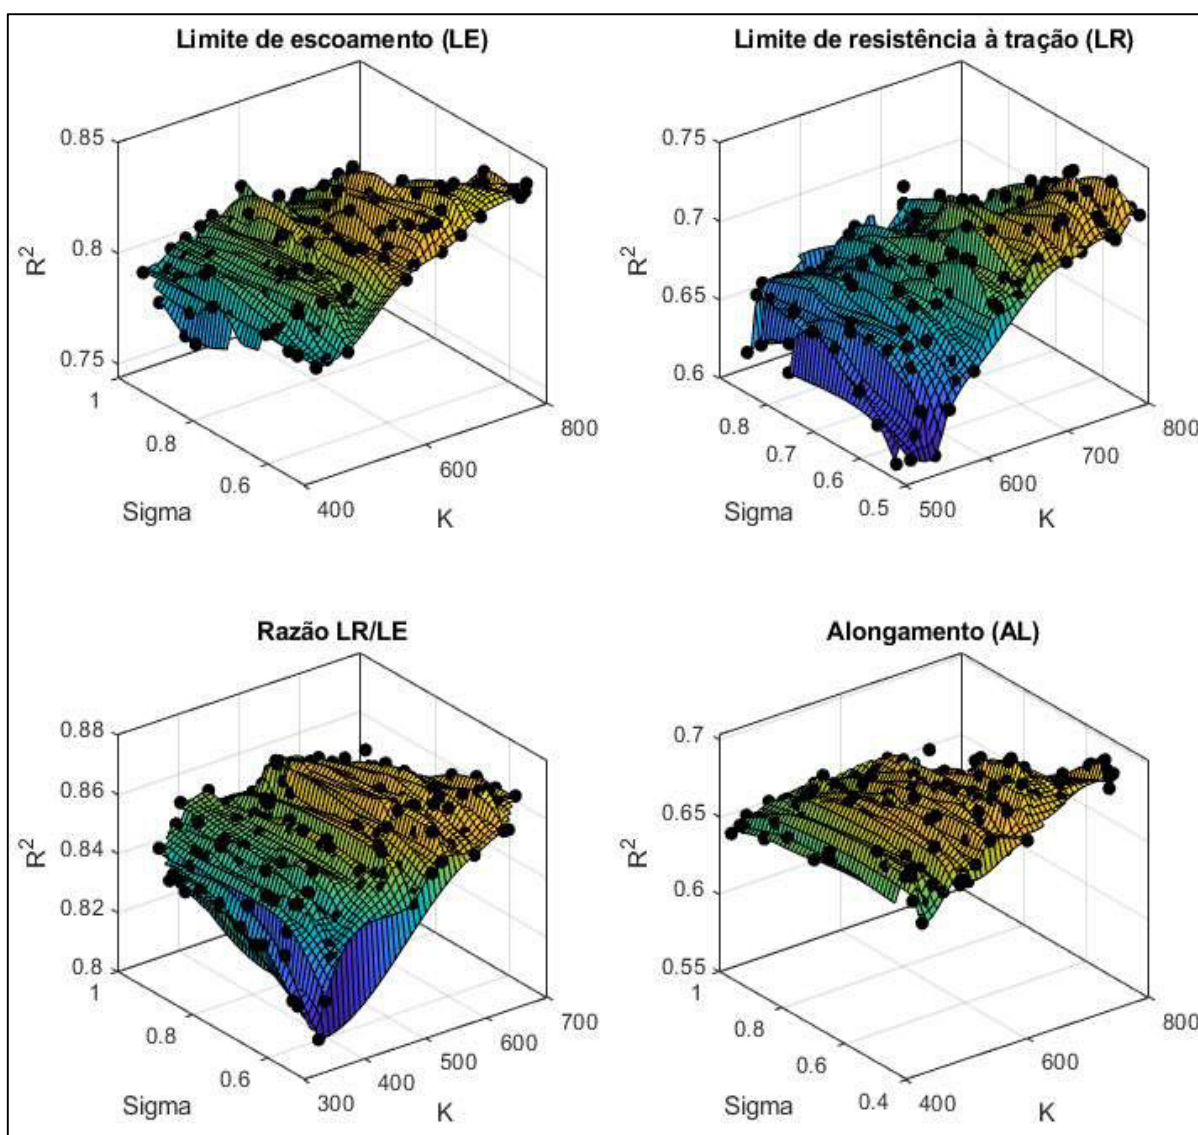 Limite de escoamento (LE)
0.85
0.8
0.75
R2
1
0.8
0.6
Sigma
400
600
800
K
Limite de resistência à tração (LR)
0.75
0.7
0.65
0.6
R2
0.8
0.7
0.6
0.5
Sigma
500
600
700
800
K
Razão LR/LE
0.88
0.86
0.84
0.82
0.8
R2
1
0.8
0.6
Sigma
300
400
500
600
700
K
Alongamento (AL)
0.7
0.65
0.6
0.55
R2
1
0.8
0.6
0.4
Sigma
400
600
800
K